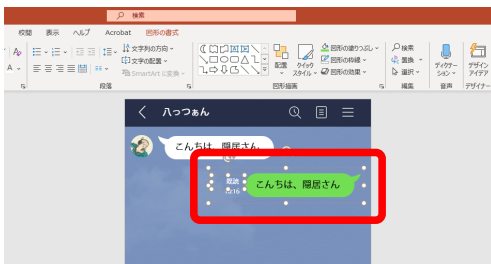 検索
校閲 表示 ヘルプ Acrobat 図形の書式
文字列の方向
文字の配置
SmartArt に変換
段落
配置
クイック
スタイル
図形の塗りつぶし
図形の枠線
図形の効果
図形描画
検索
置換
選択
編集
ディクテー
ション
音声
デザイン
アイデア
デザイナー
八っつぁん
こんちは、隠居さん
既読
こんちは、隠居さん